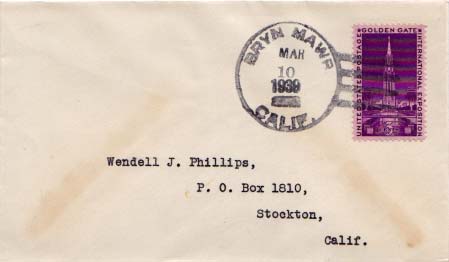 BRYN MAWR
MAR
10
1939
CALIF.
UNITED STATES POSTAGE
GOLDEN GATE
INTERNATIONAL EXPOSITION
Wendell J. Phillips,
P. O. Box 1810,
Stockton,
Calif.